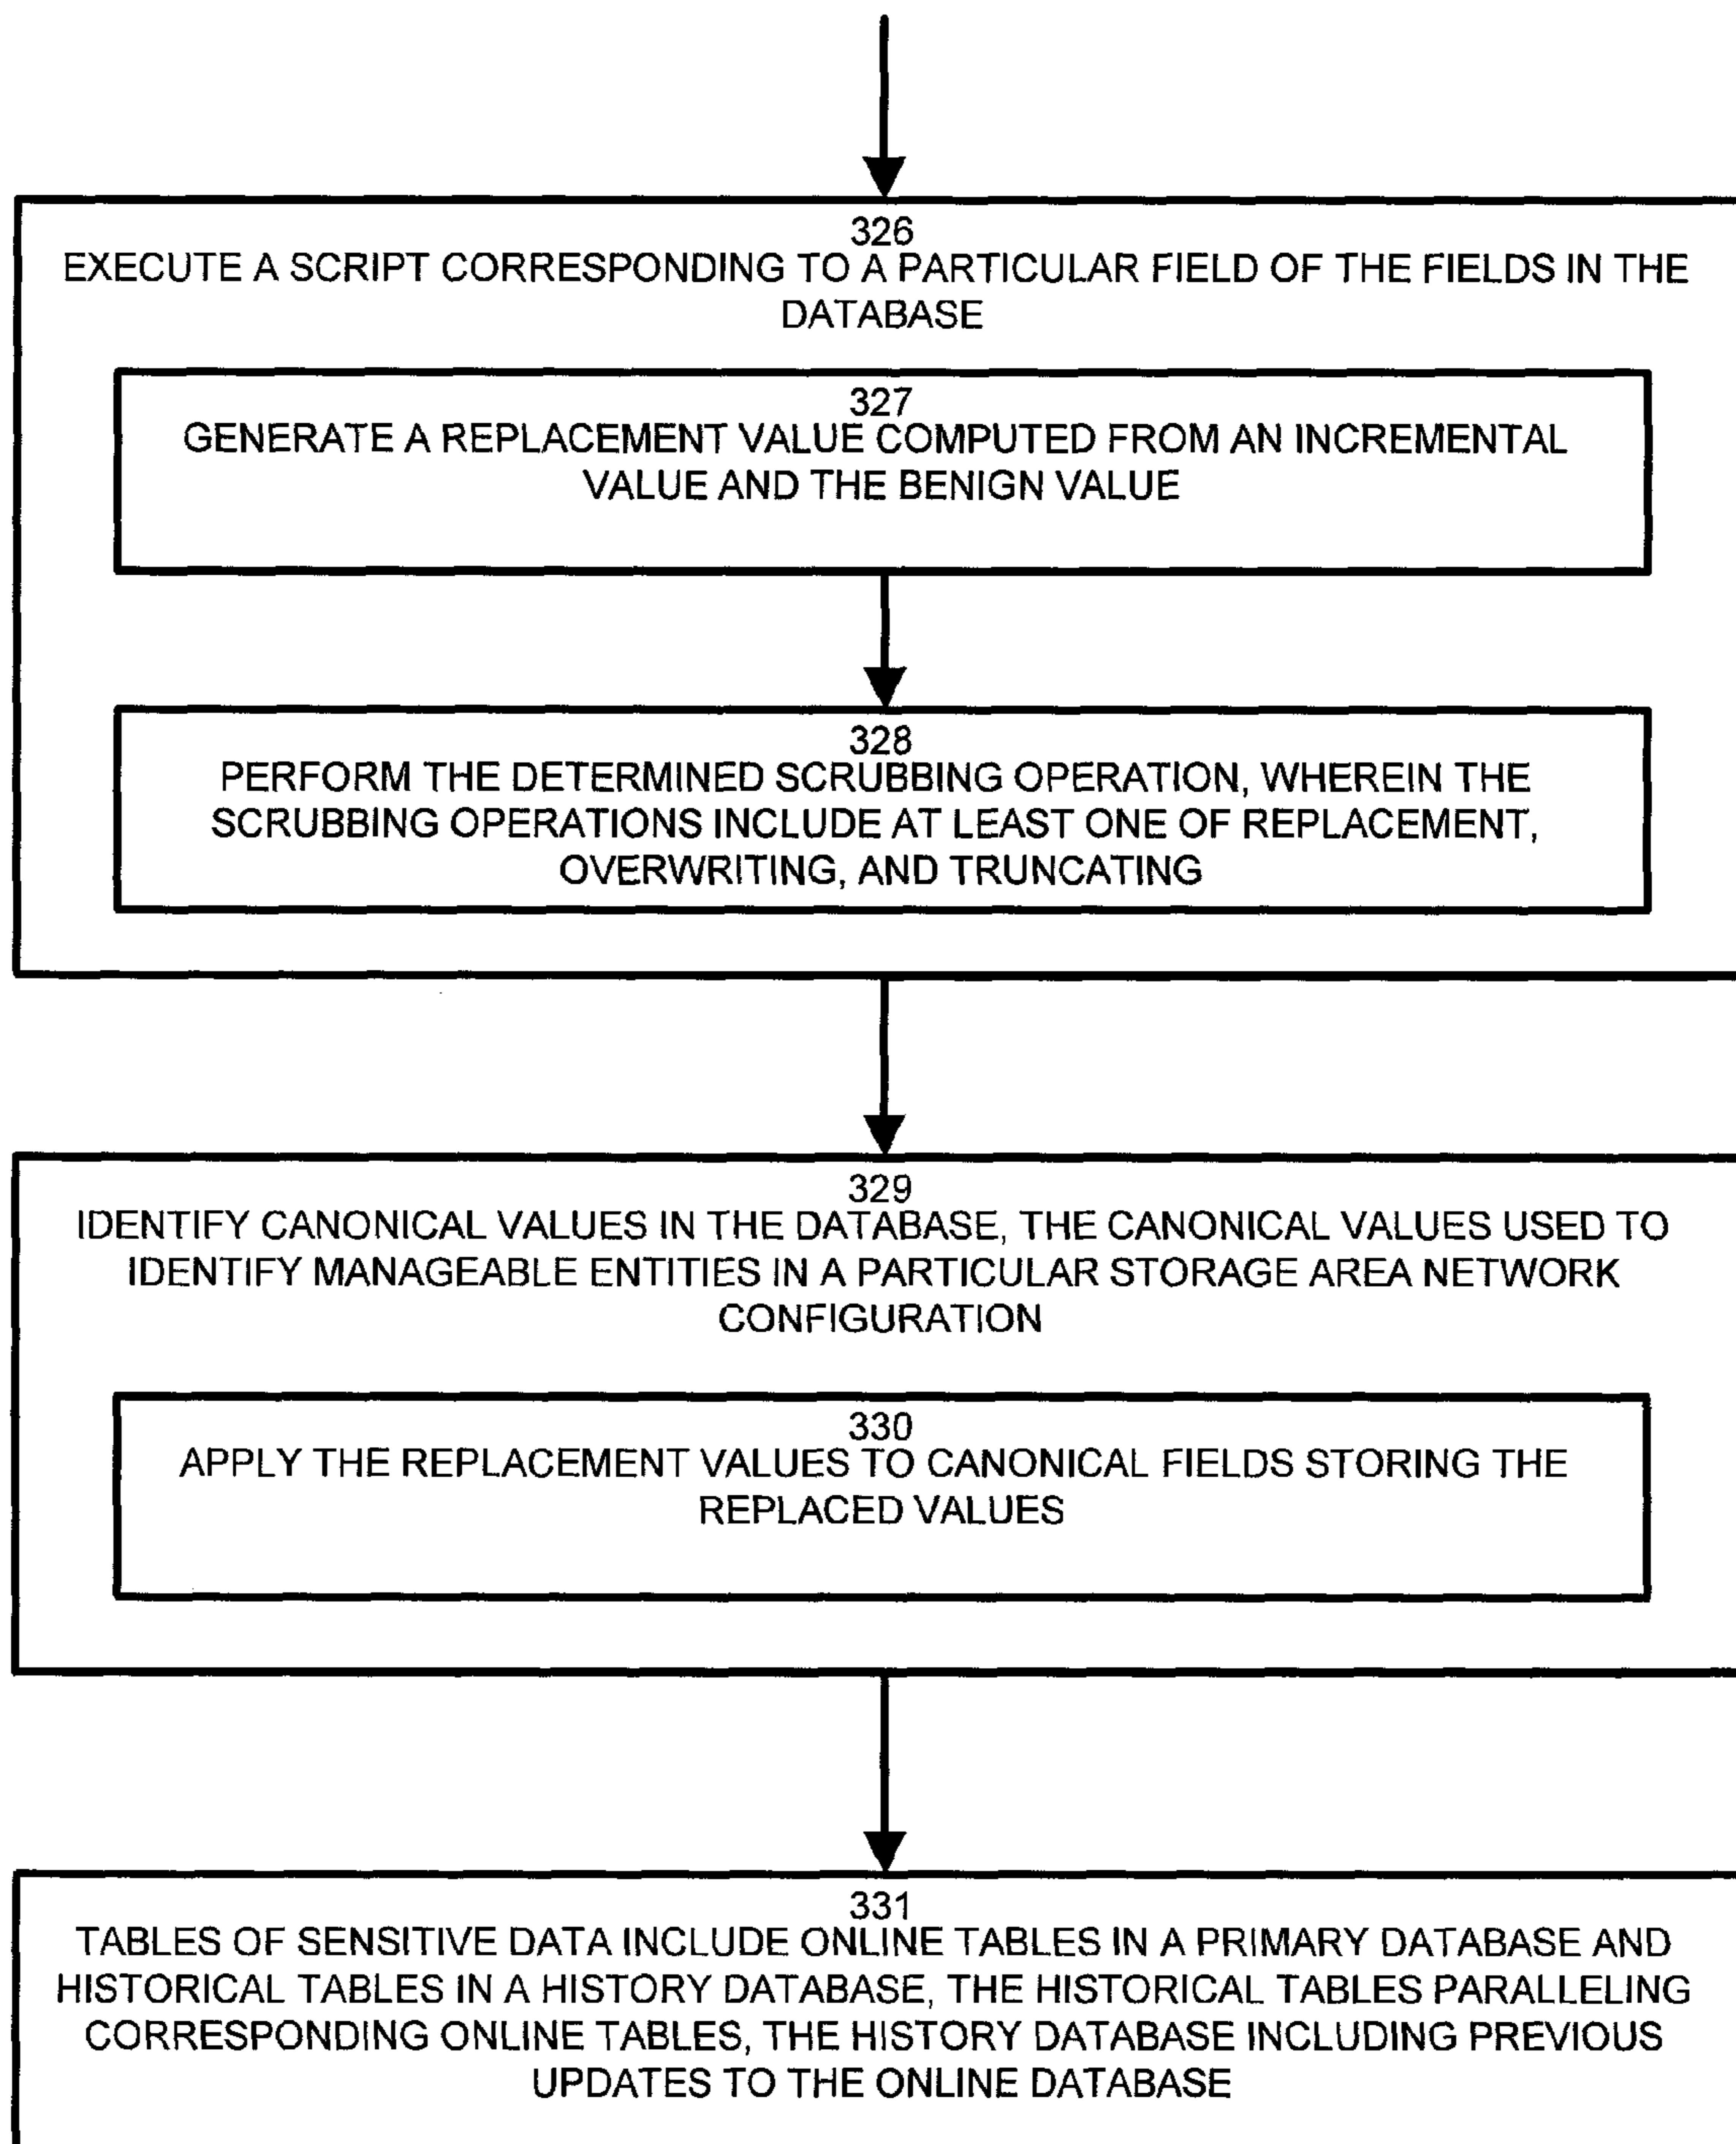 326
EXECUTE A SCRIPT CORRESPONDING TO A PARTICULAR FIELD OF THE FIELDS IN THE
DATABASE
327
GENERATE A REPLACEMENT VALUE COMPUTED FROM AN INCREMENTAL
VALUE AND THE BENIGN VALUE
328
PERFORM THE DETERMINED SCRUBBING OPERATION, WHEREIN THE
SCRUBBING OPERATIONS INCLUDE AT LEAST ONE OF REPLACEMENT,
OVERWRITING, AND TRUNCATING
329
IDENTIFY CANONICAL VALUES IN THE DATABASE, THE CANONICAL VALUES USED TO
IDENTIFY MANAGEABLE ENTITIES IN A PARTICULAR STORAGE AREA NETWORK
CONFIGURATION
330
APPLY THE REPLACEMENT VALUES TO CANONICAL FIELDS STORING THE
REPLACED VALUES
331
TABLES OF SENSITIVE DATA INCLUDE ONLINE TABLES IN A PRIMARY DATABASE AND
HISTORICAL TABLES IN A HISTORY DATABASE, THE HISTORICAL TABLES PARALLELING
CORRESPONDING ONLINE TABLES, THE HISTORY DATABASE INCLUDING PREVIOUS
UPDATES TO THE ONLINE DATABASE